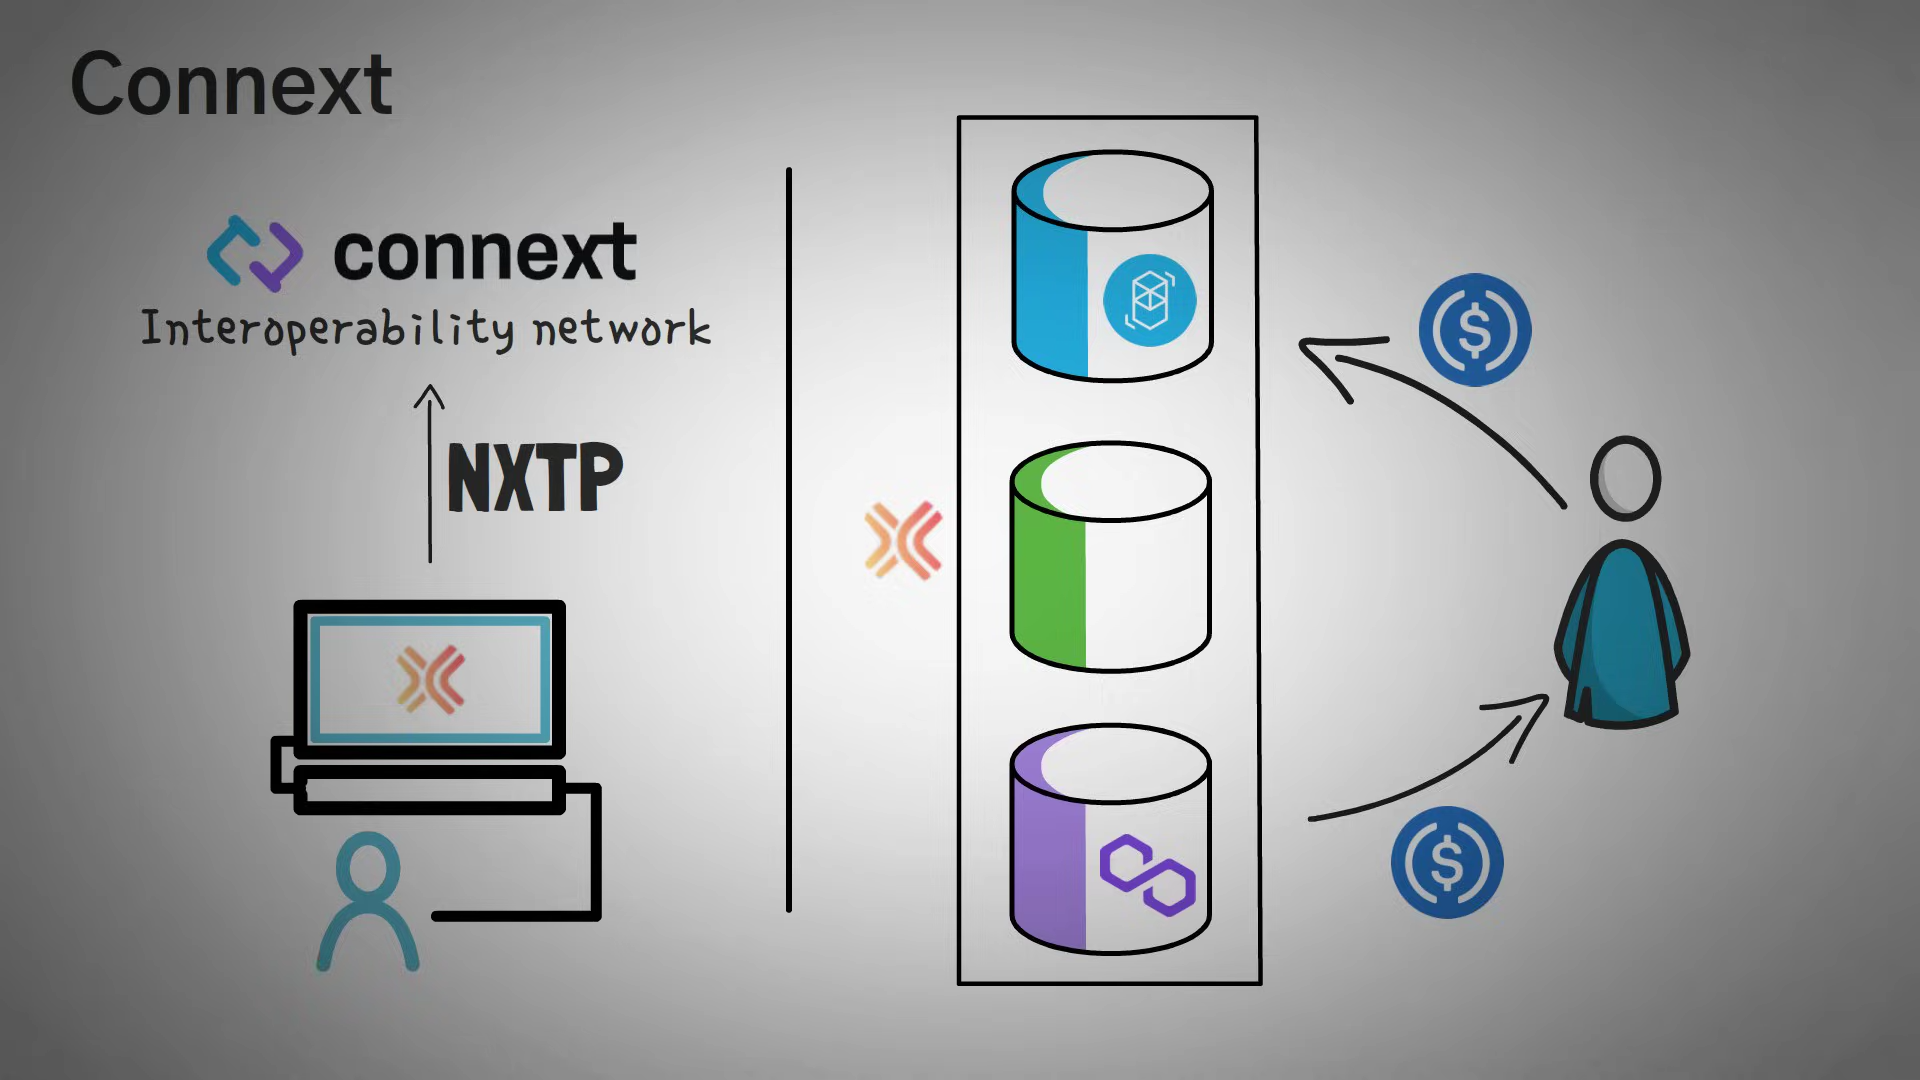 Connext
connext
Interoperability network
NXTP
$
$